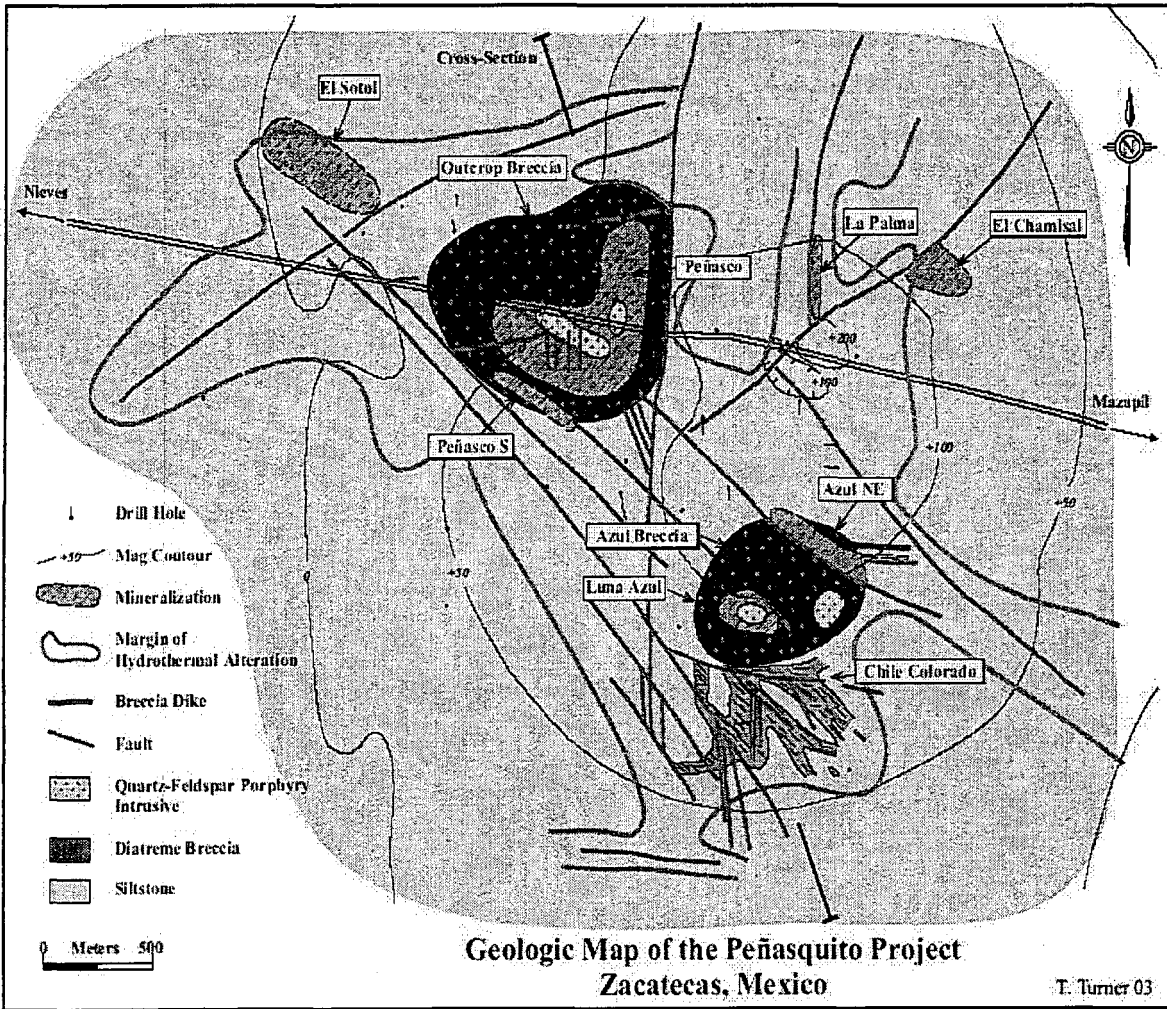 Cross-Section
El Sotol
Outcrop Breccia
Nieves
La Palma
El Chamisal
Peñasco
+200
+100
Mazapil
Peñasco S
+100
Azul NE
+50
Drill Hole
Azul Breccia
+50 Mag Contour
0
+50
Luna Azul
Mineralization
Margin of
Hydrothermal Alteration
Chile Colorado
Breccia Dike
Fault
Quartz-Feldspar Porphyry
Intrusive
Diatreme Breccia
Siltstone
0 Meters 500
Geologic Map of the Peñasquito Project
Zacatecas, Mexico
T. Turner 03
N